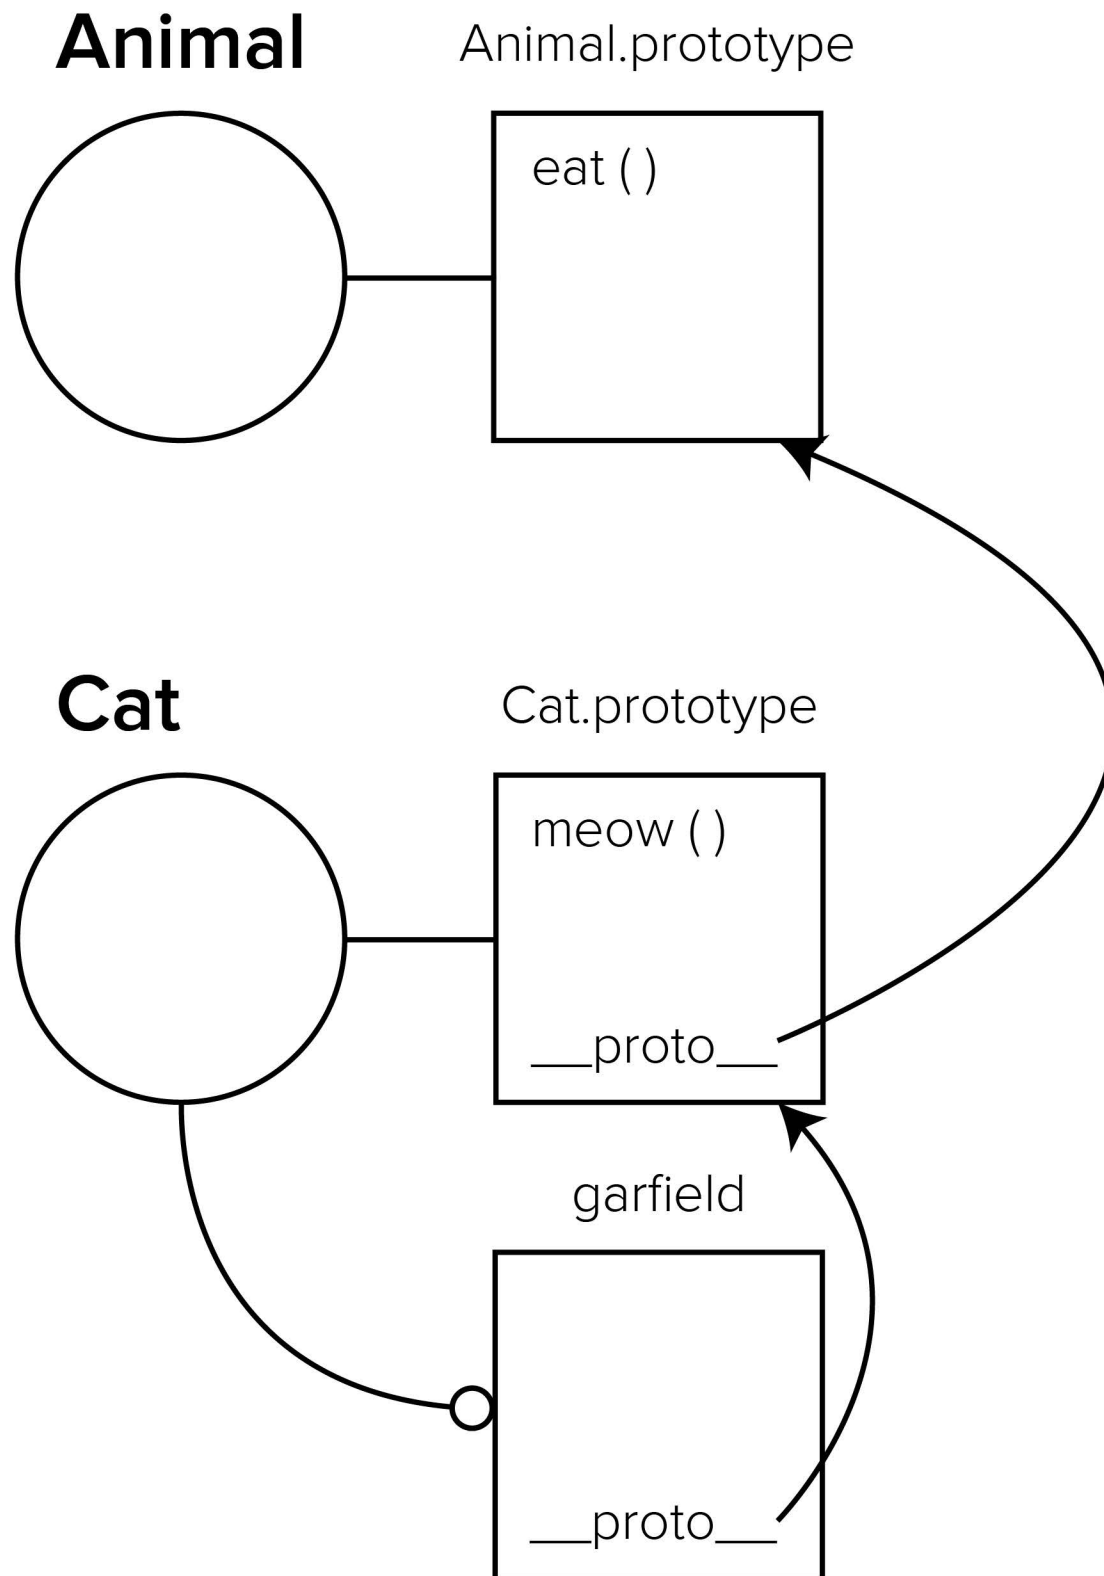 Animal
Animal.prototype
eat ( )
Cat
Cat.prototype
meow ( )
__proto__
garfield
__proto__